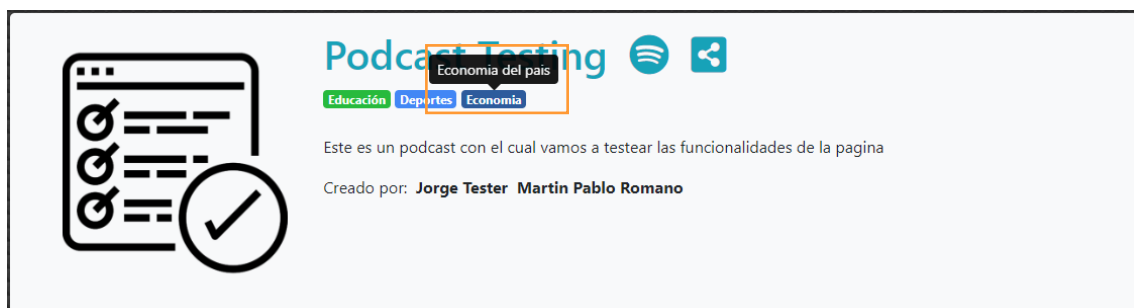 Podcast Testing
Economia del pais
Educación Deportes Economia
Este es un podcast con el cual vamos a testear las funcionalidades de la pagina
Creado por: Jorge Tester Martin Pablo Romano